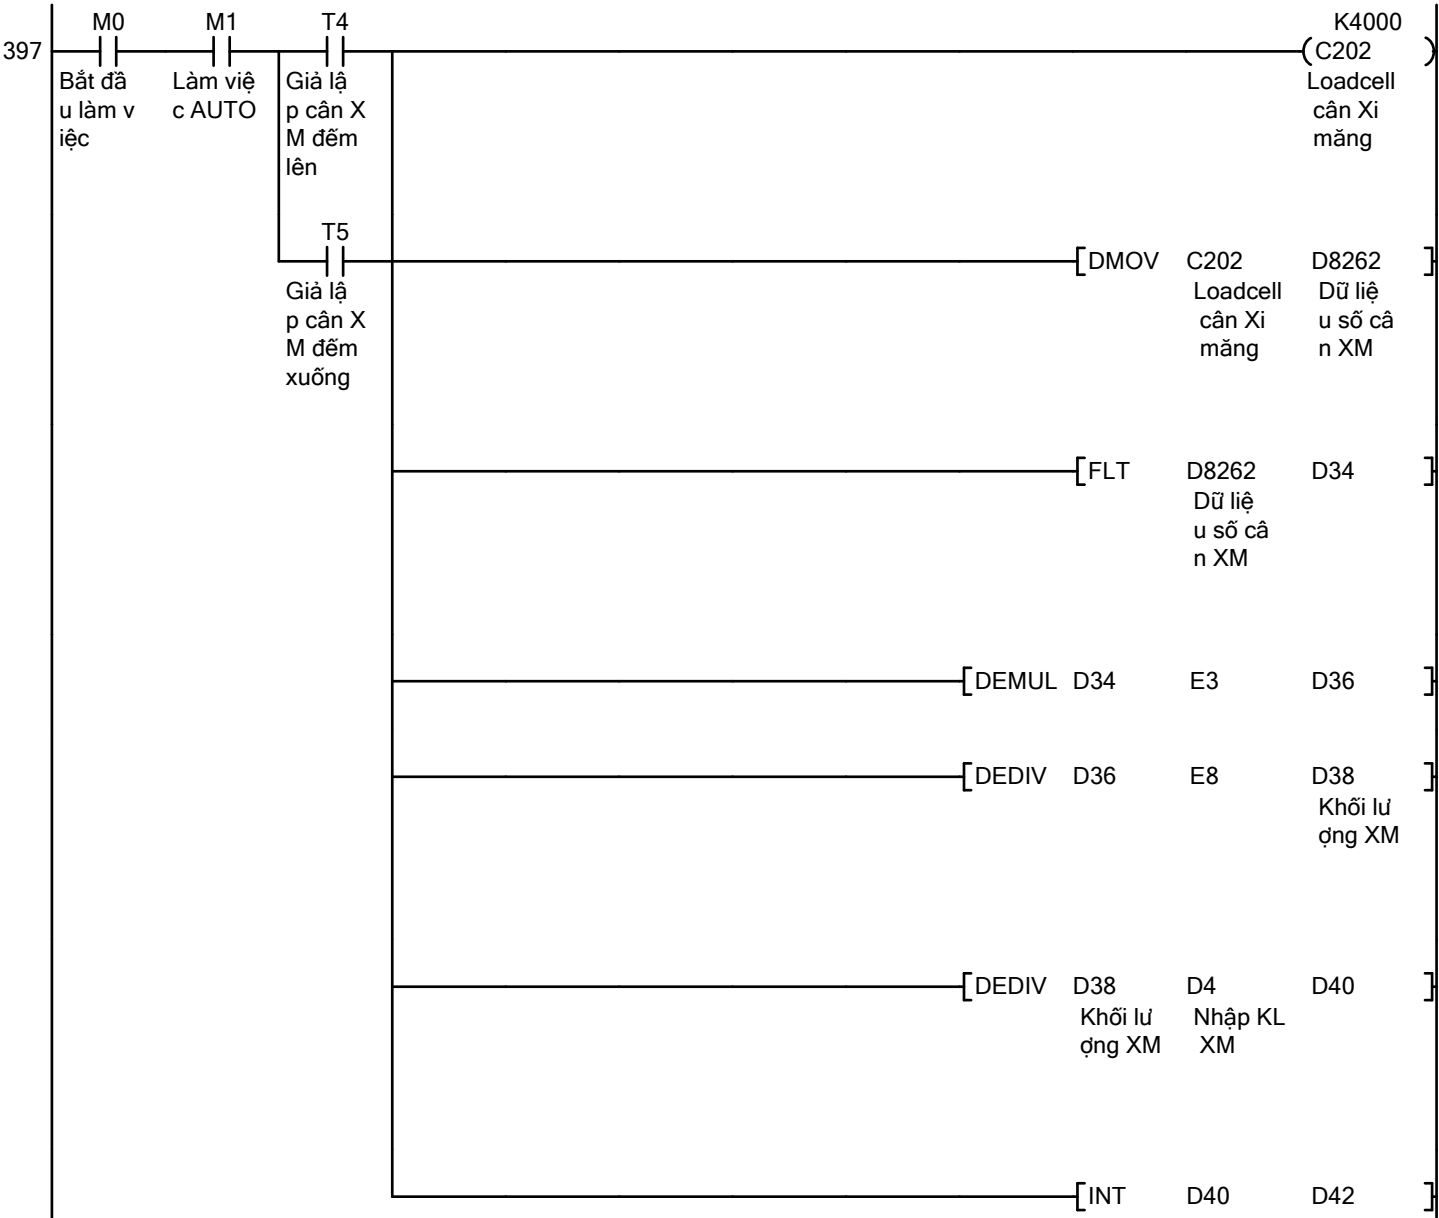 M0 M1 T4 K4000
397 C202
Bắt đầ Làm việ Giả lậ Loadcell
u làm v c AUTO p cân X cân Xi
iệc M đếm măng
lên
T5
DMOV C202 D8262
Giả lậ Loadcell Dữ liệ
p cân X cân Xi u số câ
M đếm măng n XM
xuống
FLT D8262 D34
Dữ liệ
u số câ
n XM
DEMUL D34 E3 D36
DEDIV D36 E8 D38
Khối lư
ợng XM
DEDIV D38 D4 D40
Khối lư Nhập KL
ợng XM XM
INT D40 D42